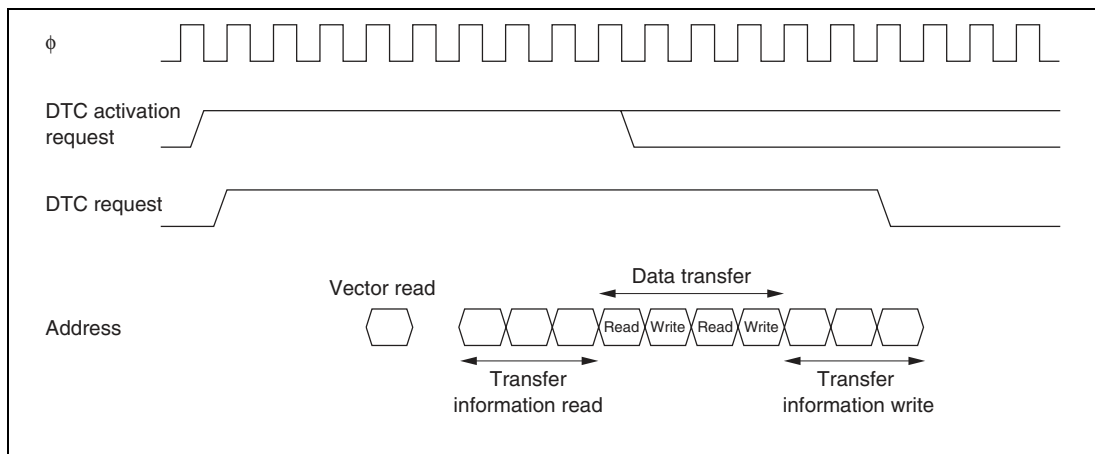 ϕ
DTC activation
request
DTC request
Data transfer
Vector read
Address
Read Write Read Write
Transfer
information read
Transfer
information write